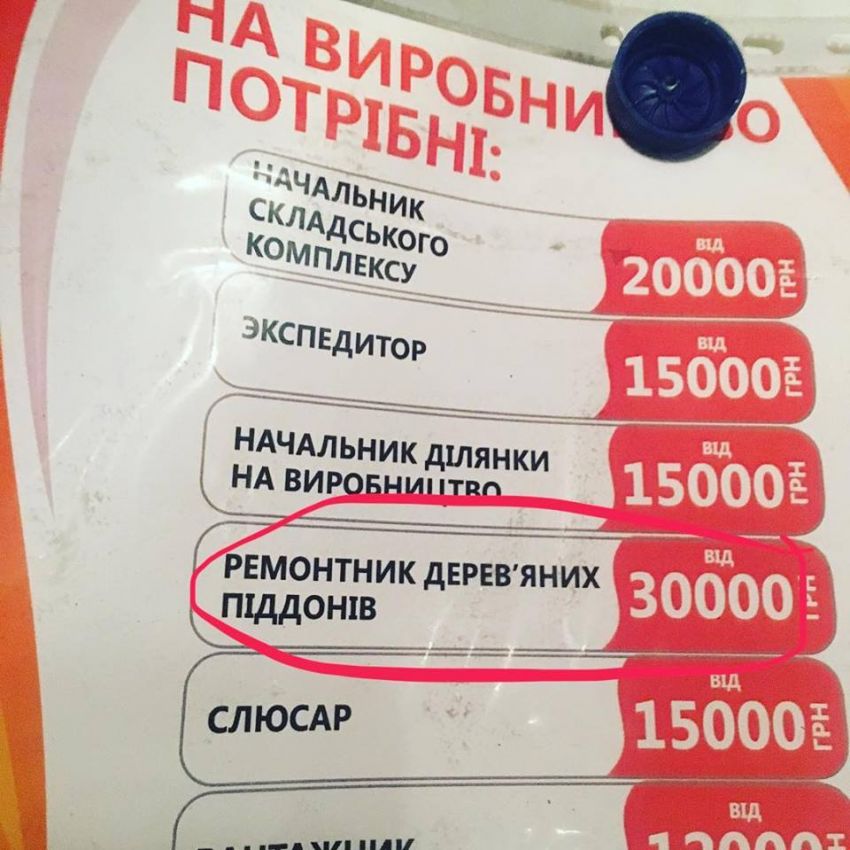 НА
ПОТРІБНІ:
НАЧАЛЬНИК
СКЛАДСЬКОГО
КОМПЛЕКСУ
ВІД
20000 ГРН
ЭКСПЕДИТОР
ВІД
15000 ГРН
НАЧАЛЬНИК ДІЛЯНКИ
НА ВИРОБНИЦТВО
ВІД
15000 ГРН
РЕМОНТНИК ДЕРЕВ'ЯНИХ
ПІДДОНІВ
ВІД
30000 ГРН
СЛЮСАР
ВІД
15000 ГРН
ВІД